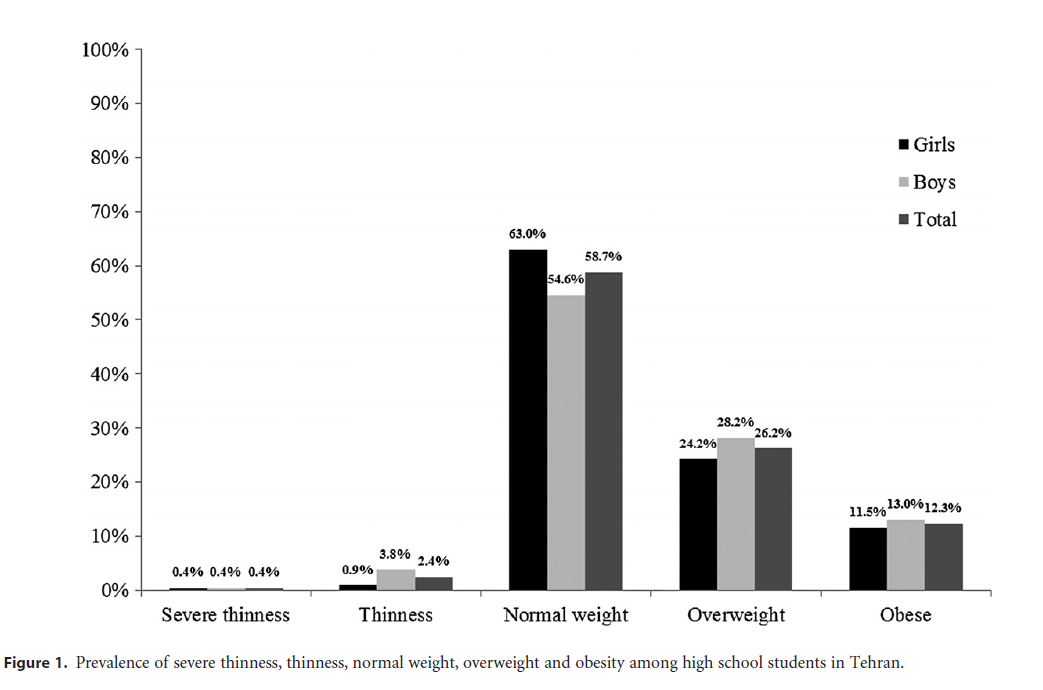 100%
90%
80%
70%
60%
50%
40%
30%
20%
10%
0%
Girls
Boys
Total
0.4% 0.4% 0.4%
0.9% 3.8% 2.4%
63.0% 54.6% 58.7%
24.2% 28.2% 26.2%
11.5% 13.0% 12.3%
Severe thinness Thinness Normal weight Overweight Obese
Figure 1. Prevalence of severe thinness, thinness, normal weight, overweight and obesity among high school students in Tehran.